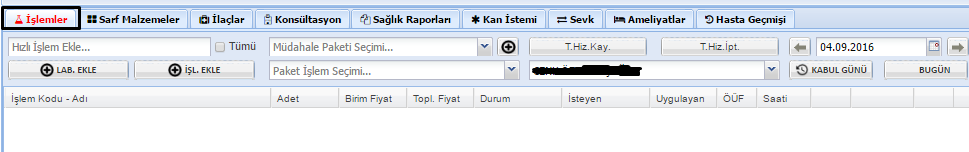 İşlemler Sarf Malzemeler İlaçlar Konsültasyon Sağlık Raporları Kan İstemi Sevk Ameliyatlar Hasta Geçmişi
Hızlı İşlem Ekle... Tümü Müdahale Paketi Seçimi... T.Hiz.Kay. T.Hiz.İpt. 04.09.2016
LAB. EKLE İŞL. EKLE Paket İşlem Seçimi... KABUL GÜNÜ BUGÜN
İşlem Kodu - Adı Adet Birim Fiyat Topl. Fiyat Durum İsteyen Uygulayan ÖÜF Saati